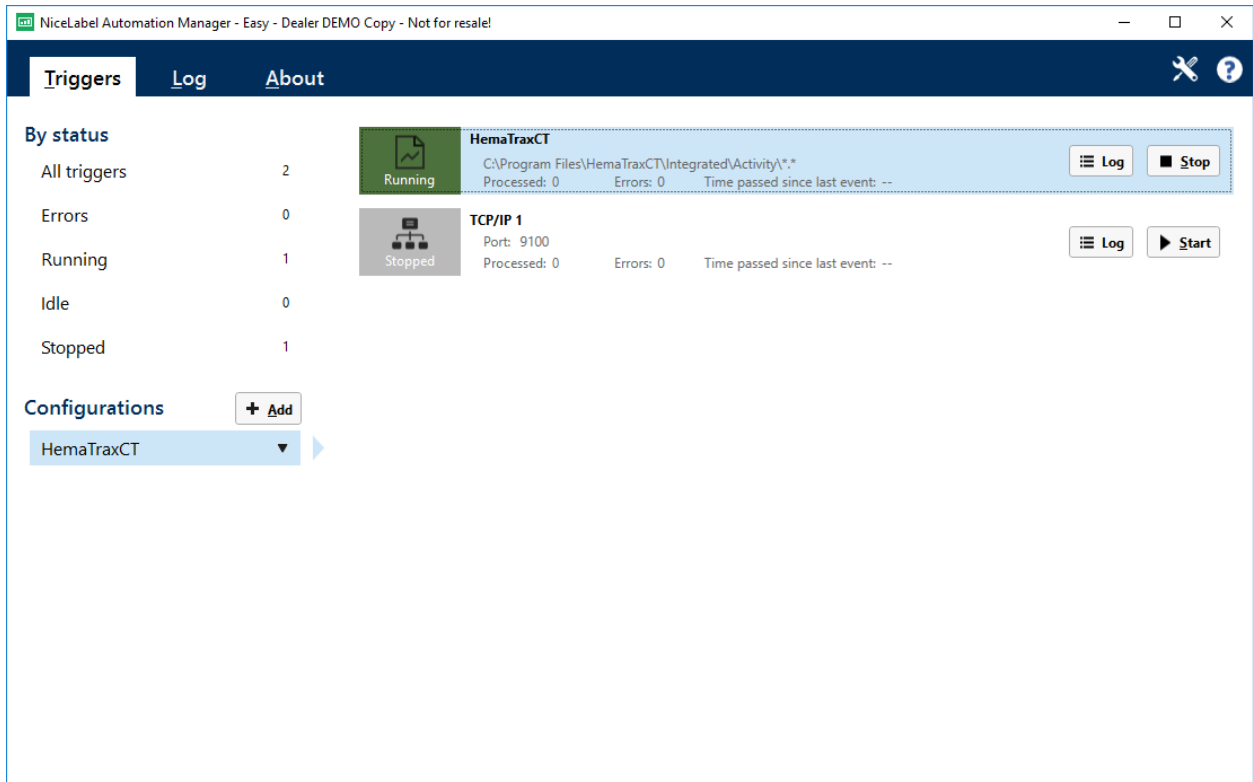 NiceLabel Automation Manager - Easy - Dealer DEMO Copy - Not for resale!
Triggers Log About
By status
All triggers 2
Errors 0
Running 1
Idle 0
Stopped 1
Configurations + Add
HemaTraxCT
HemaTraxCT
C:\Program Files\HemaTraxCT\Integrated\Activity\*.*
Running Processed: 0 Errors: 0 Time passed since last event: --
Log Stop
TCP/IP 1
Port: 9100
Stopped Processed: 0 Errors: 0 Time passed since last event: --
Log Start